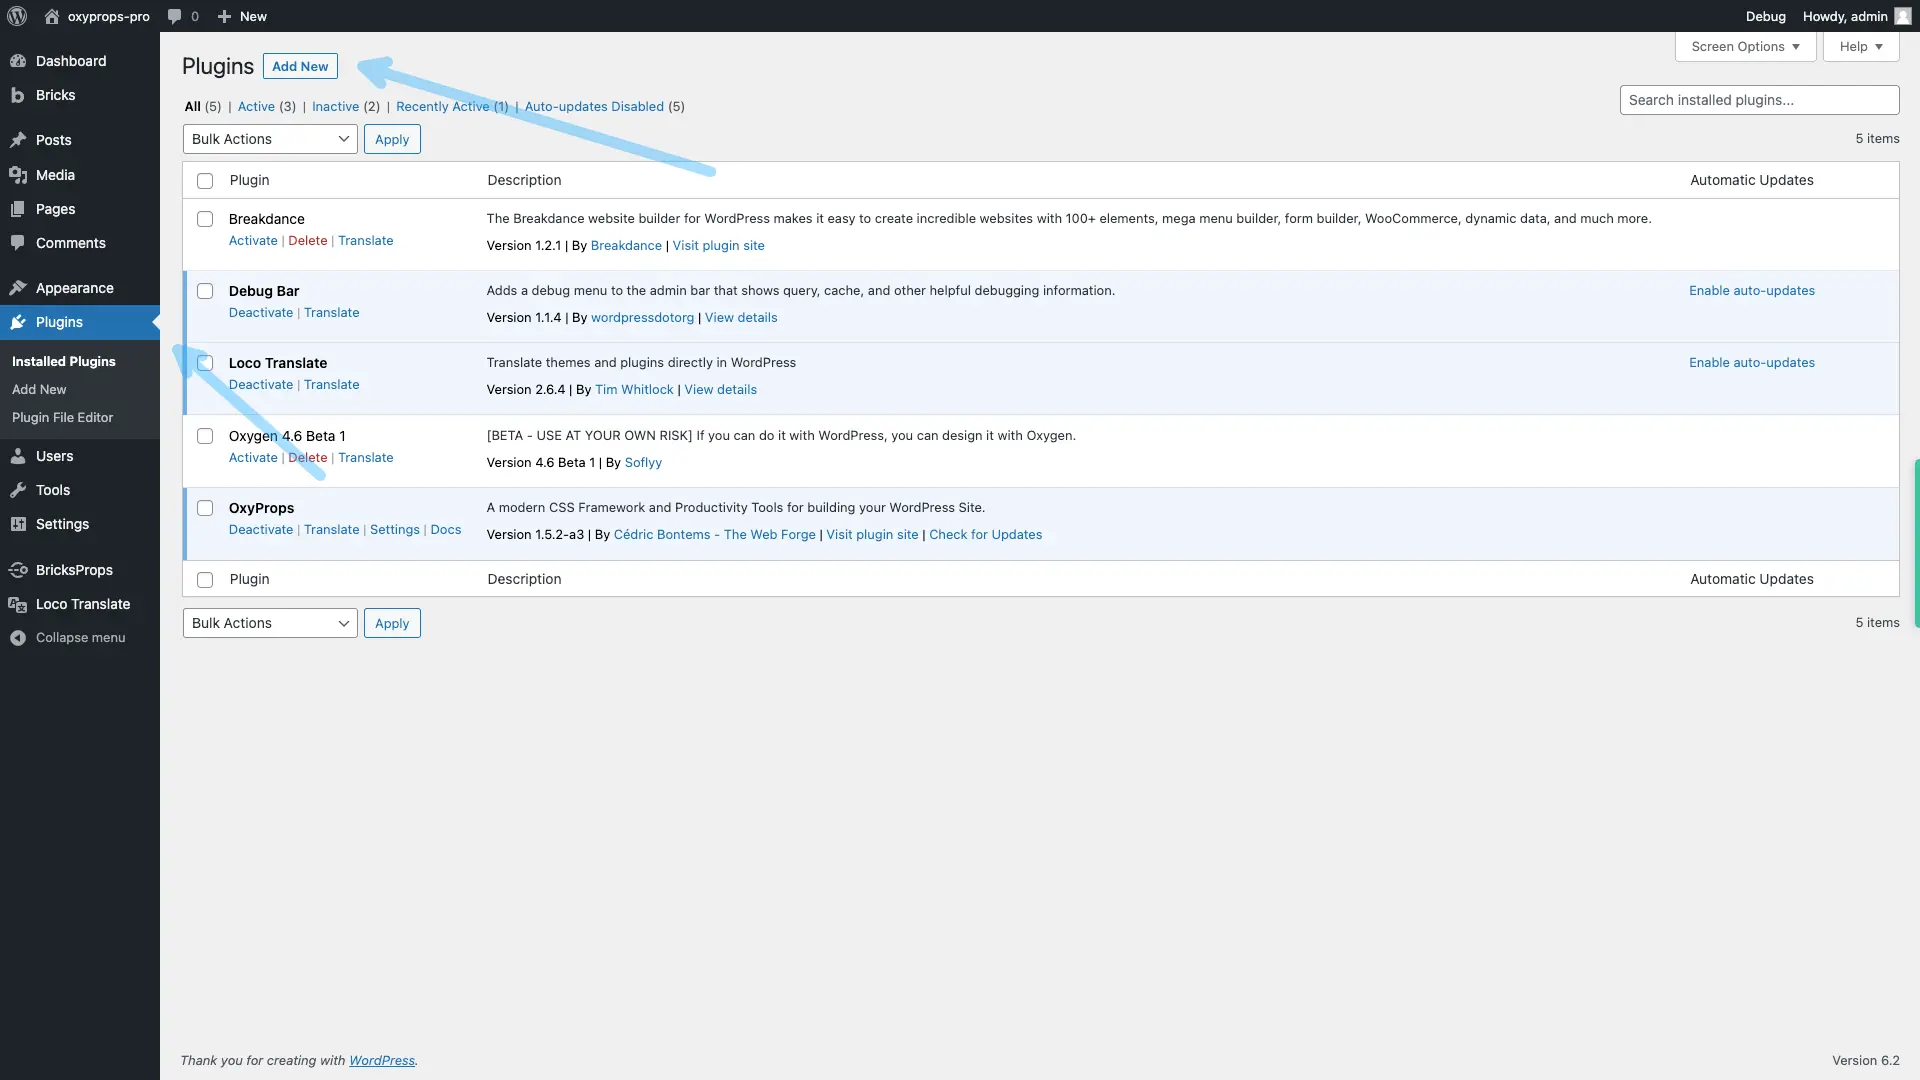 oxyprops-pro 0 New Debug Howdy, admin
Dashboard
Bricks
Posts
Media
Pages
Comments
Appearance
Plugins
Installed Plugins
Add New
Plugin File Editor
Users
Tools
Settings
BricksProps
Loco Translate
Collapse menu
Screen Options Help
Plugins Add New
All (5) | Active (3) | Inactive (2) | Recently Active (1) | Auto-updates Disabled (5)
Search installed plugins...
Bulk Actions Apply 5 items
Plugin Description Automatic Updates
Breakdance The Breakdance website builder for WordPress makes it easy to create incredible websites with 100+ elements, mega menu builder, form builder, WooCommerce, dynamic data, and much more.
Activate | Delete | Translate
Version 1.2.1 | By Breakdance | Visit plugin site
Debug Bar Adds a debug menu to the admin bar that shows query, cache, and other helpful debugging information. Enable auto-updates
Deactivate | Translate
Version 1.1.4 | By wordpressdotorg | View details
Loco Translate Translate themes and plugins directly in WordPress Enable auto-updates
Deactivate | Translate
Version 2.6.4 | By Tim Whitlock | View details
Oxygen 4.6 Beta 1 [BETA - USE AT YOUR OWN RISK] If you can do it with WordPress, you can design it with Oxygen.
Activate | Delete | Translate
Version 4.6 Beta 1 | By Soflyy
OxyProps A modern CSS Framework and Productivity Tools for building your WordPress Site.
Deactivate | Translate | Settings | Docs
Version 1.5.2-a3 | By Cédric Bontems - The Web Forge | Visit plugin site | Check for Updates
Plugin Description Automatic Updates
Bulk Actions Apply 5 items
Thank you for creating with WordPress. Version 6.2